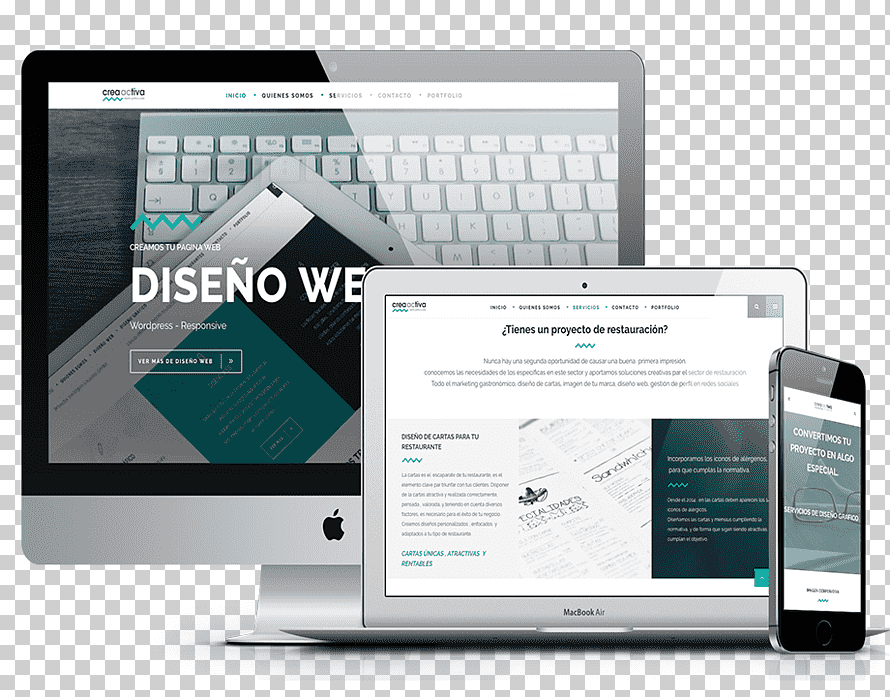 creaactiva
INICIO • QUIENES SOMOS • SERVICIOS • CONTACTO • PORTFOLIO
CREAMOS TU PAGINA WEB
DISEÑO WE
Wordpress - Responsive
VER MAS DE DISEÑO WEB »
creaactiva
INICIO • QUIENES SOMOS • SERVICIOS • CONTACTO • PORTFOLIO
¿Tienes un proyecto de restauración?
Nunca hay una segunda oportunidad de causar una buena primera impresión.
conocemos las necesidades de los especificas en este sector y aportamos soluciones creativas par el sector de restauración
Todo el marketing gastronómico, diseño de cartas, imagen de tu marca, diseño web, gestión de perfil en redes sociales
DISEÑO DE CARTAS PARA TU
RESTAURANTE
La cartas es el escaparate de tu restaurante, es el
elemento clave par triunfar con tus clientes. Disponer
de la cartas atractiva y realizada correctamente,
pensada, valorada, y teniendo en cuenta diversos
factores, es necesario para el éxito de tu negocio.
Creamos diseños personalizados, enfocados y
adaptados a tu tipo de restaurante.
CARTAS ÚNICAS, ATRACTIVAS Y
RENTABLES
Sandwich
ECIALIDADES
Incorporamos los iconos de alérgenos,
para que cumplas la normativa.
Desde el 2014 en las cartas deben aparecer los
iconos de alérgicos.
Diseñamos las cartas y mensus cumpliendo la
normativa, y de forma que sigan siendo atractivas
cumplan el objetivo.
MacBook Air
CONVERTIMOS TU
PROYECTO EN ALGO
ESPECIAL.
SERVICIOS DE DISEÑO GRÁFICO
IMAGEN CORPORATIVA